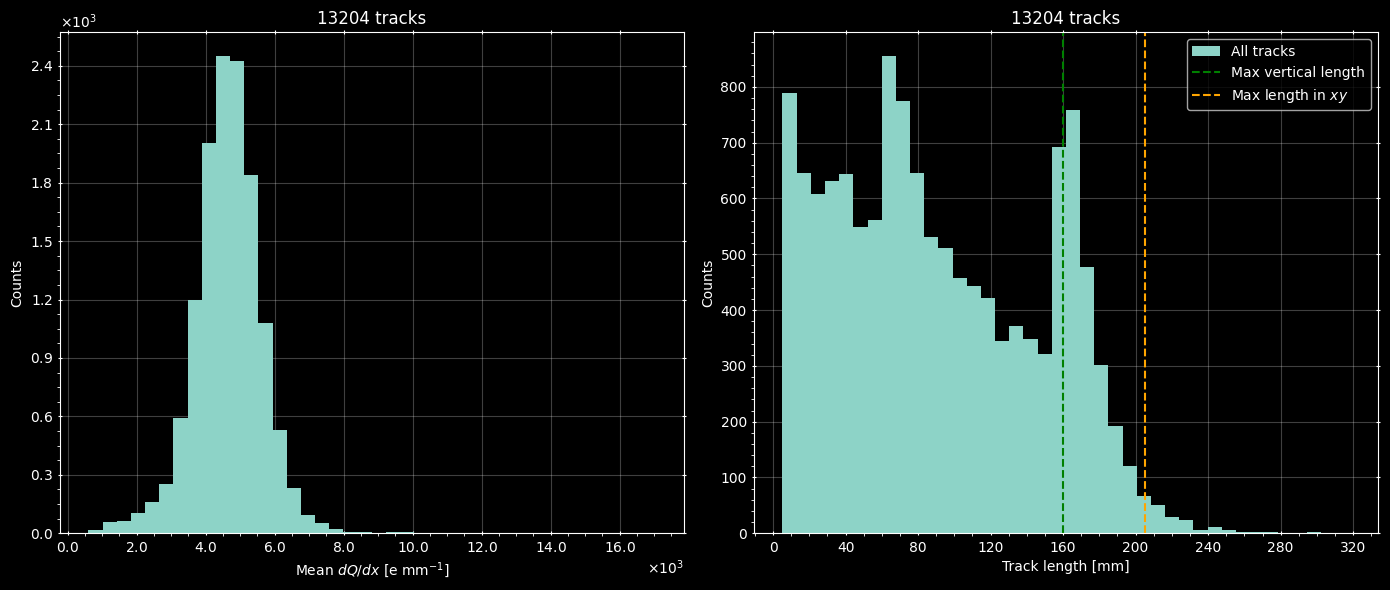 13204 tracks
×10³
2.4
2.1
1.8
1.5
1.2
0.9
0.6
0.3
0.0
Counts
0.0 2.0 4.0 6.0 8.0 10.0 12.0 14.0 16.0
Mean dQ/dx [e mm⁻¹]
×10³
13204 tracks
All tracks
Max vertical length
Max length in xy
800
700
600
500
400
300
200
100
0
Counts
0 40 80 120 160 200 240 280 320
Track length [mm]